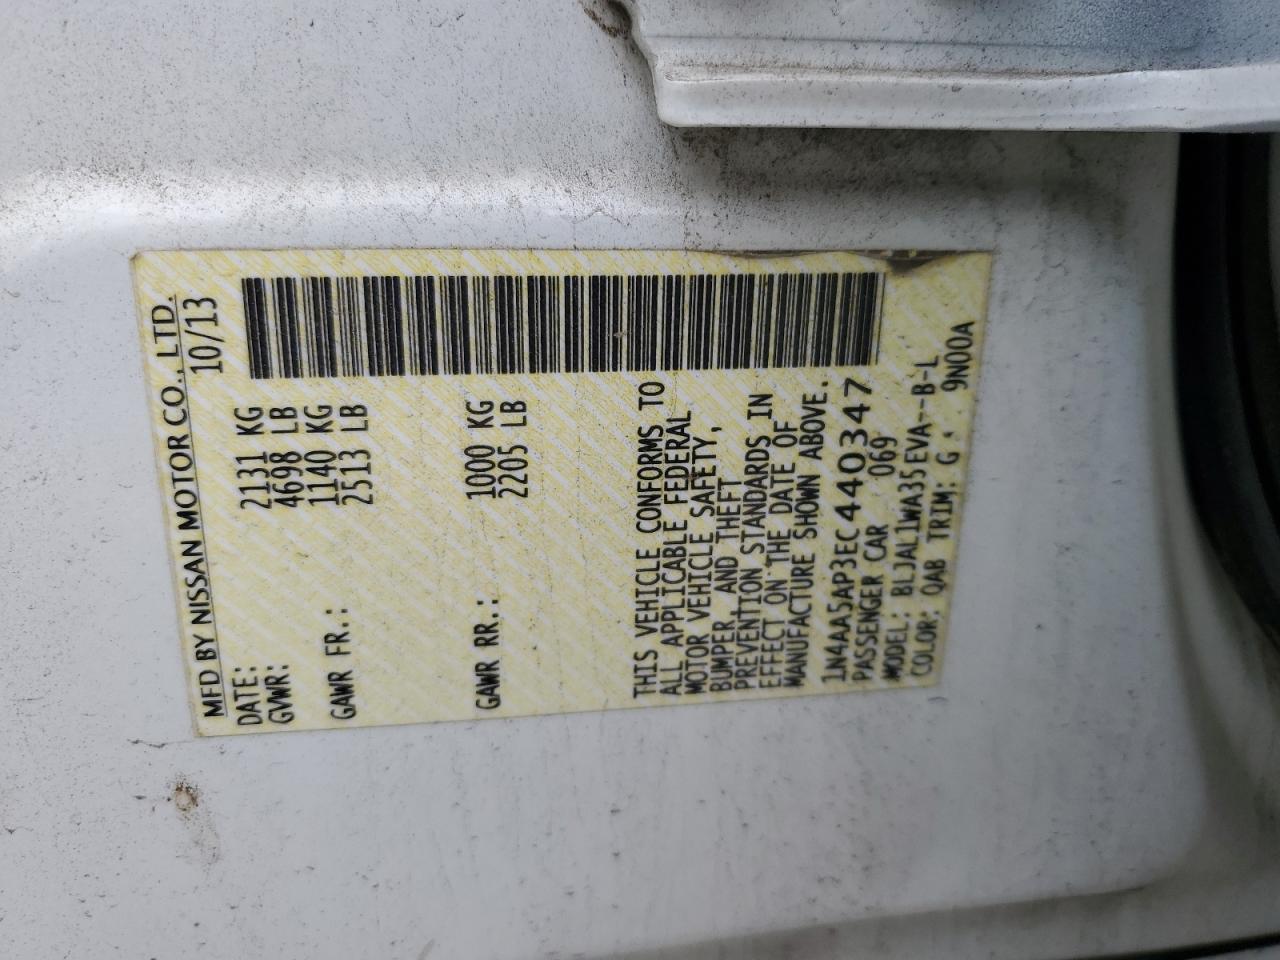 MFD BY NISSAN MOTOR CO., LTD.
DATE: 10/13
GVWR: 2131 KG
4698 LB
GAWR FR.: 1140 KG
2513 LB
GAWR RR.: 1000 KG
2205 LB
THIS VEHICLE CONFORMS TO
ALL APPLICABLE FEDERAL
MOTOR VEHICLE SAFETY,
BUMPER, AND THEFT
PREVENTION STANDARDS IN
EFFECT ON THE DATE OF
MANUFACTURE SHOWN ABOVE.
1N4AA5AP3EC440347
PASSENGER CAR 069
MODEL: BLJALLWA35EVA--B-L
COLOR: QAB TRIM: G. 9N00A